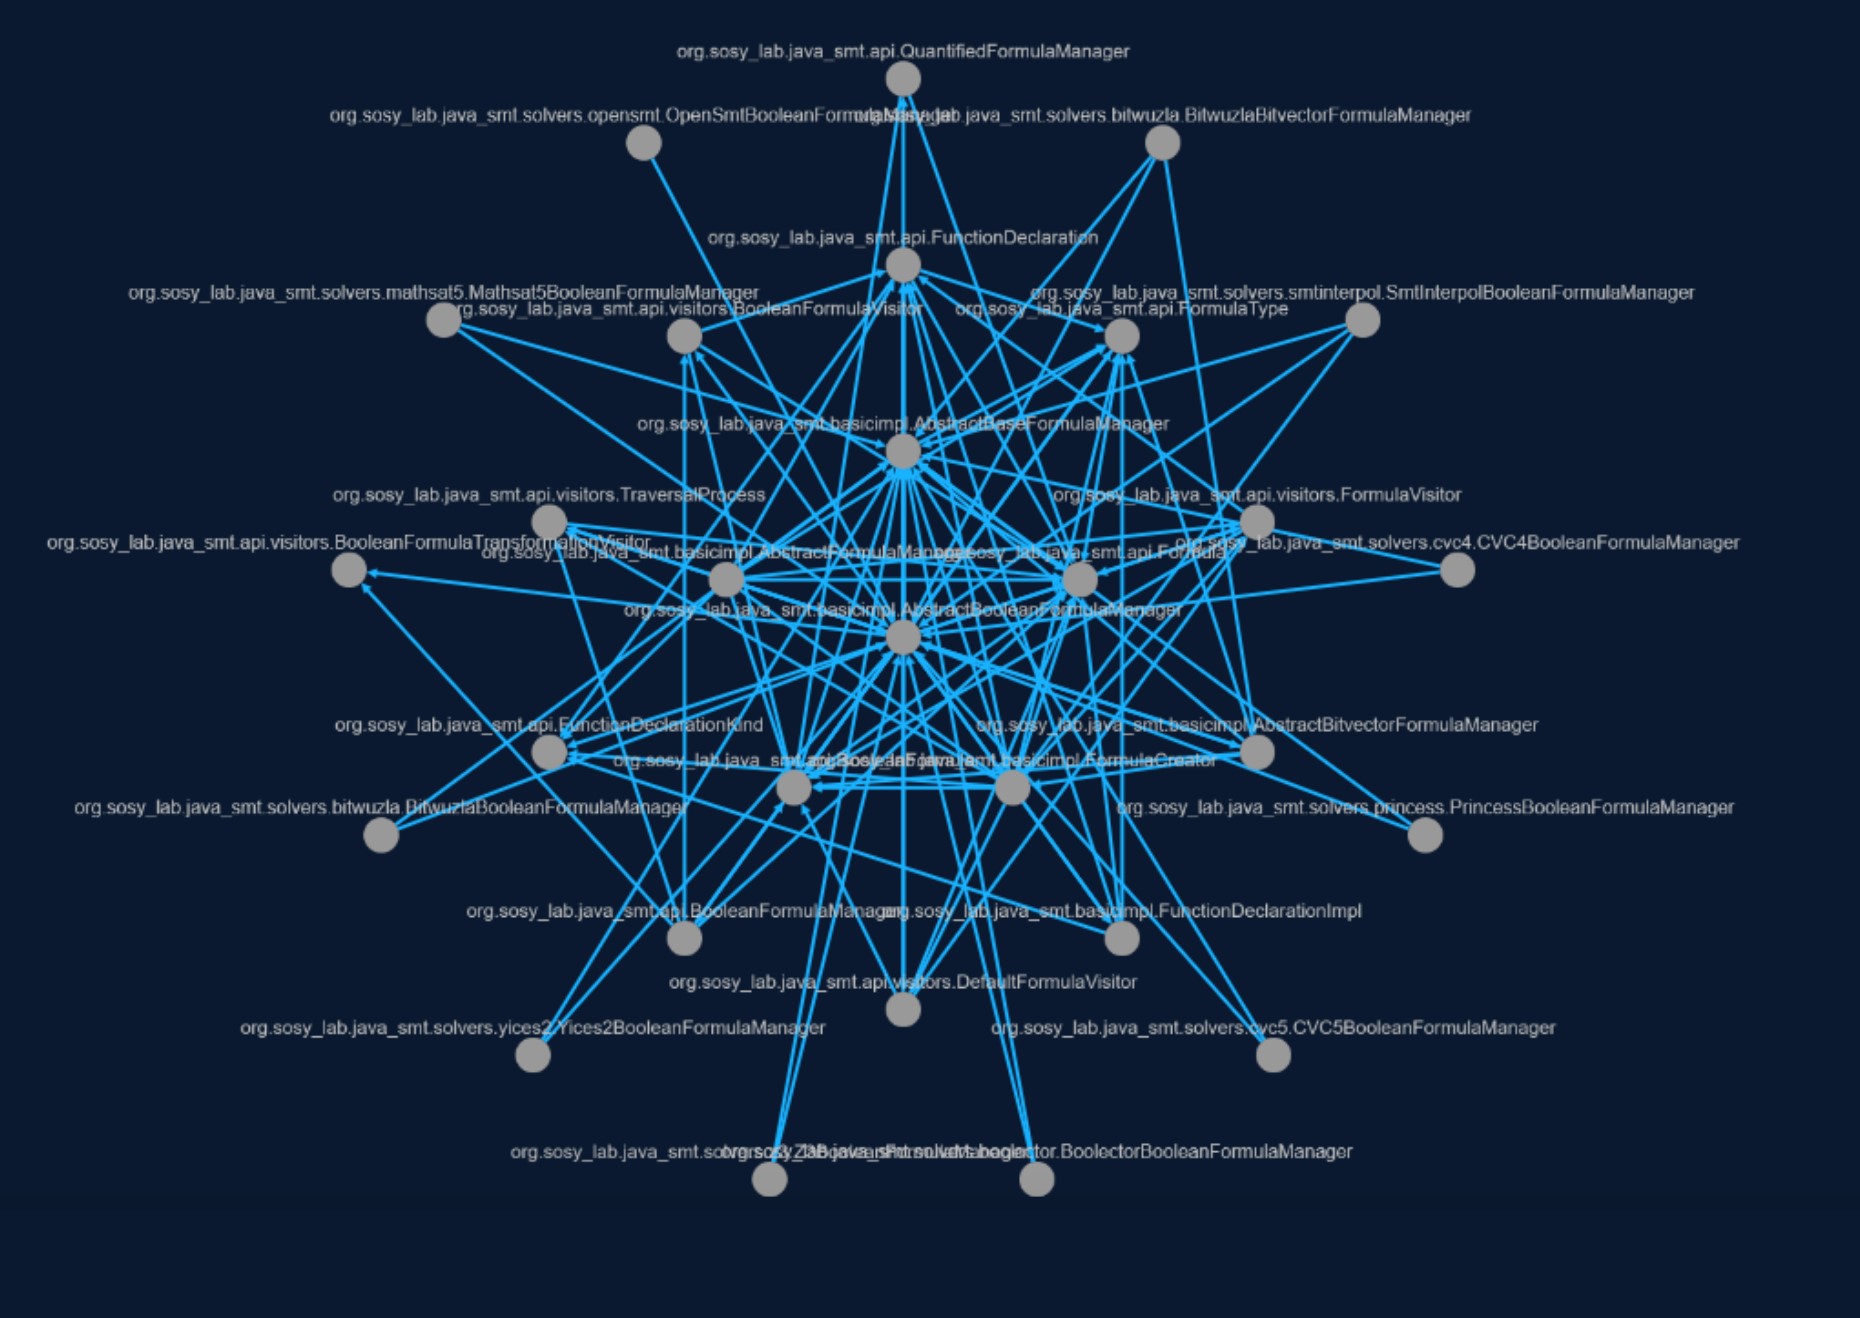 org.sosy_lab.java_smt.api.QuantifiedFormulaManager
org.sosy_lab.java_smt.solvers.opensmt.OpenSmtBooleanFormulaManager
org.sosy_lab.java_smt.solvers.bitwuzla.BitwuzlaBitvectorFormulaManager
org.sosy_lab.java_smt.api.FunctionDeclaration
org.sosy_lab.java_smt.solvers.mathsat5.Mathsat5BooleanFormulaManager
org.sosy_lab.java_smt.solvers.smtinterpol.SmtInterpolBooleanFormulaManager
org.sosy_lab.java_smt.api.visitors.BooleanFormulaVisitor
org.sosy_lab.java_smt.api.FormulaType
org.sosy_lab.java_smt.basicimpl.AbstractBaseFormulaManager
org.sosy_lab.java_smt.api.visitors.TraversalProcess
org.sosy_lab.java_smt.api.visitors.FormulaVisitor
org.sosy_lab.java_smt.api.visitors.BooleanFormulaTransformationVisitor
org.sosy_lab.java_smt.solvers.cvc4.CVC4BooleanFormulaManager
org.sosy_lab.java_smt.basicimpl.AbstractFormulaManager
org.sosy_lab.java_smt.api.Formula
org.sosy_lab.java_smt.basicimpl.AbstractBooleanFormulaManager
org.sosy_lab.java_smt.api.FunctionDeclarationKind
org.sosy_lab.java_smt.basicimpl.AbstractBitvectorFormulaManager
org.sosy_lab.java_smt.api.BooleanFormula
org.sosy_lab.java_smt.basicimpl.FormulaCreator
org.sosy_lab.java_smt.solvers.bitwuzla.BitwuzlaBooleanFormulaManager
org.sosy_lab.java_smt.solvers.princess.PrincessBooleanFormulaManager
org.sosy_lab.java_smt.api.BooleanFormulaManager
org.sosy_lab.java_smt.basicimpl.FunctionDeclarationImpl
org.sosy_lab.java_smt.api.visitors.DefaultFormulaVisitor
org.sosy_lab.java_smt.solvers.yices2.Yices2BooleanFormulaManager
org.sosy_lab.java_smt.solvers.cvc5.CVC5BooleanFormulaManager
org.sosy_lab.java_smt.solvers.z3.Z3BooleanFormulaManager
org.sosy_lab.java_smt.solvers.boolector.BoolectorBooleanFormulaManager